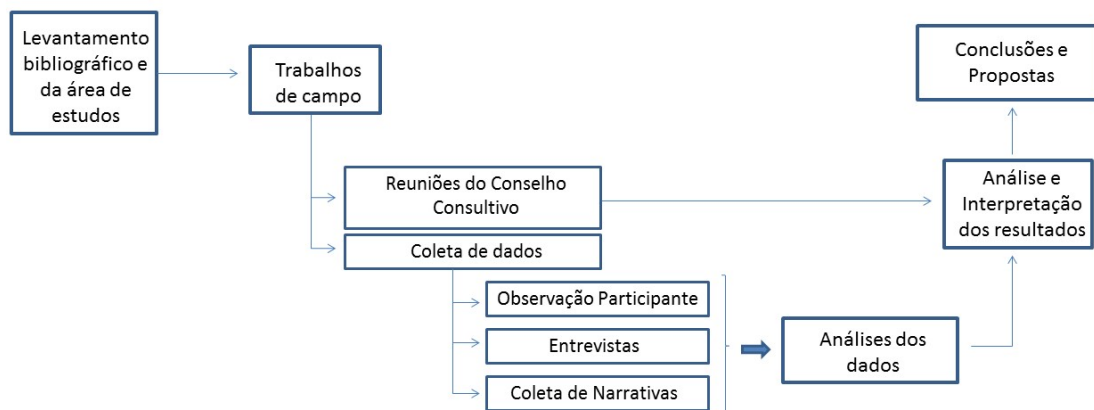 Levantamento
bibliográfico e
da área de
estudos
Trabalhos
de campo
Reuniões do Conselho
Consultivo
Coleta de dados
Observação Participante
Entrevistas
Coleta de Narrativas
Análises dos
dados
Análise e
Interpretação
dos resultados
Conclusões e
Propostas